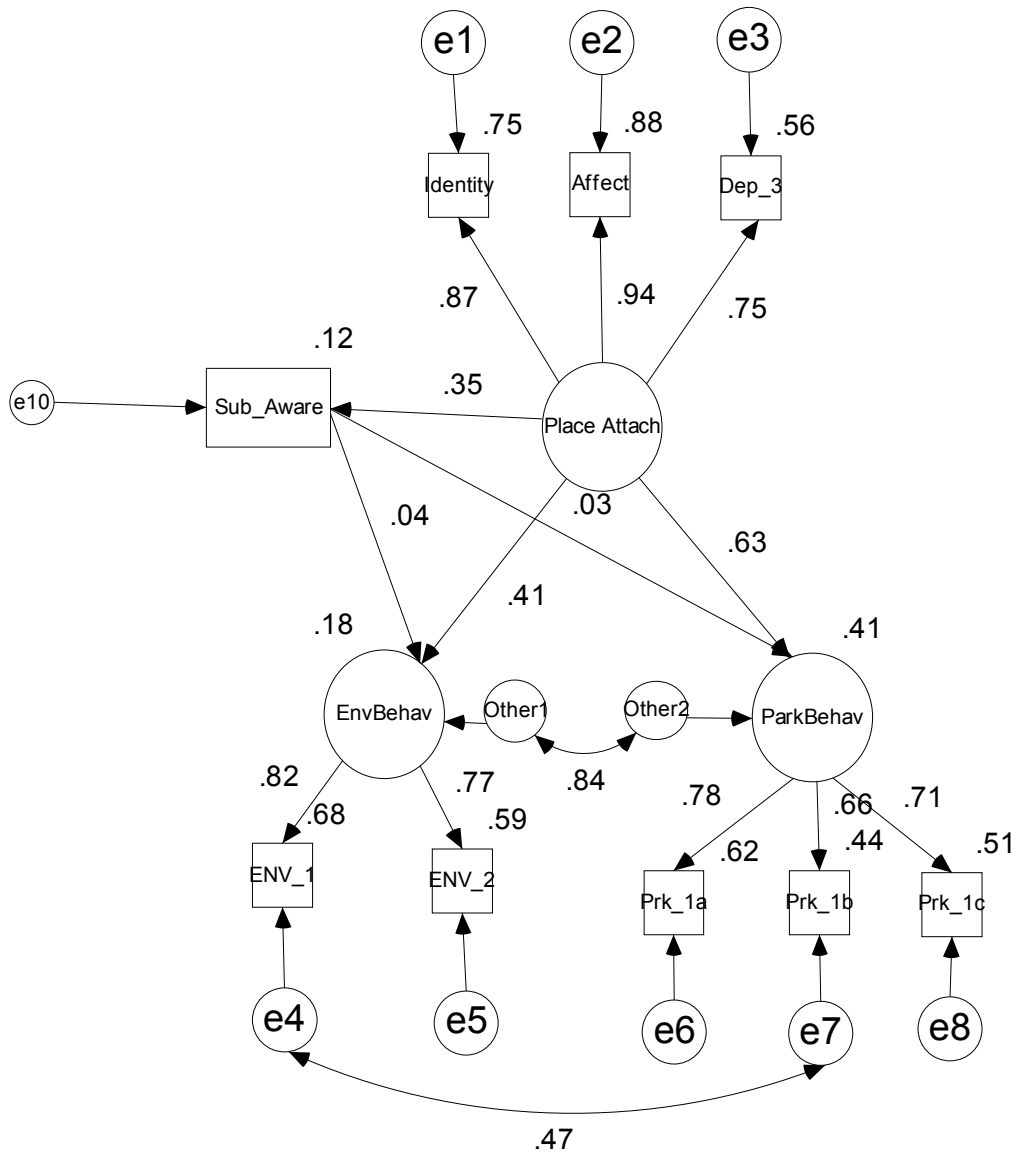 e1
e2
e3
.75
.88
.56
Identity
Affect
Dep_3
.87
.94
.75
.12
.35
e10
Sub_Aware
Place Attach
.04
.03
.63
.41
.18
.41
EnvBehav
Other1
Other2
ParkBehav
.82
.77
.84
.78
.66
.71
.68
.59
.62
.44
.51
ENV_1
ENV_2
Prk_1a
Prk_1b
Prk_1c
e4
e5
e6
e7
e8
.47